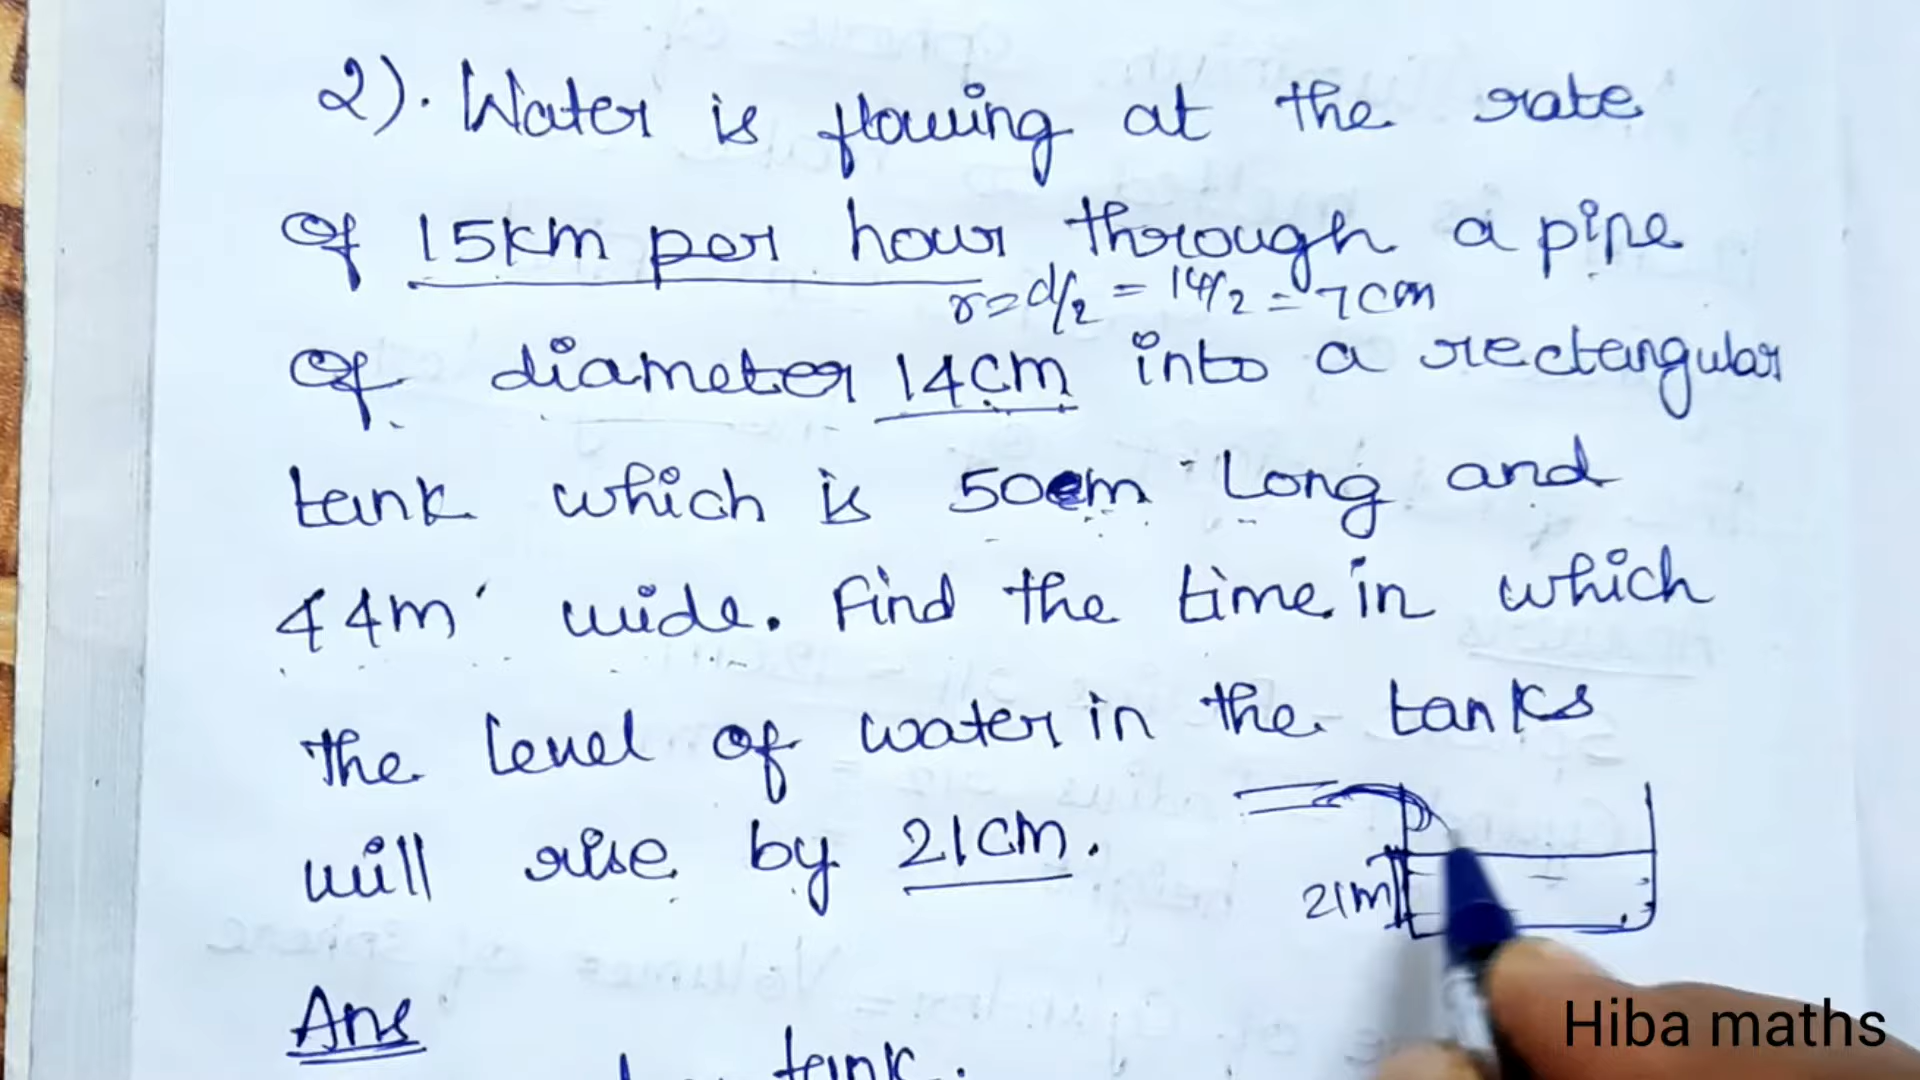 2). Water is flowing at the rate
Of 15km per hour through a pipe
r=d/2 = 14/2 = 7cm
Of diameter 14cm into a rectangular
tank which is 50m Long and
44m wide. Find the time in which
the level of water in the tanks
will rise by 21cm.
21m
Ans
tank.
Hiba maths